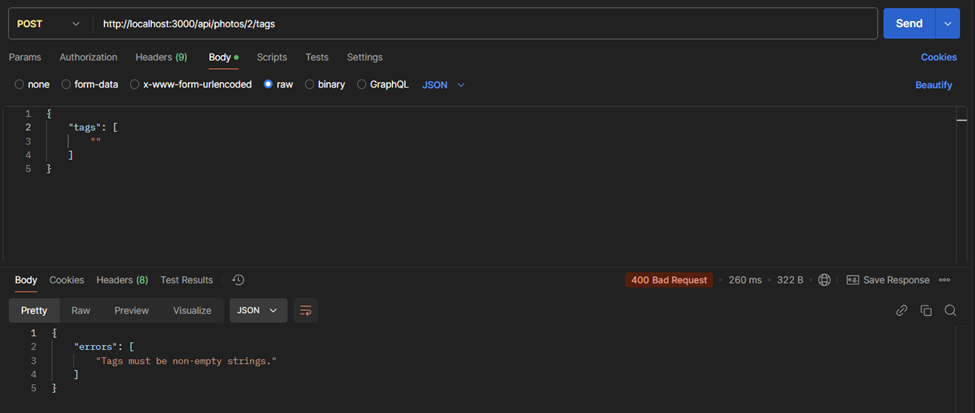 POST http://localhost:3000/api/photos/2/tags Send
Params Authorization Headers (9) Body Scripts Tests Settings Cookies
none form-data x-www-form-urlencoded raw binary GraphQL JSON Beautify
1 {
2 "tags": [
3 ""
4 ]
5 }
Body Cookies Headers (8) Test Results 400 Bad Request 260 ms 322 B Save Response
Pretty Raw Preview Visualize JSON
1 {
2 "errors": [
3 "Tags must be non-empty strings."
4 ]
5 }